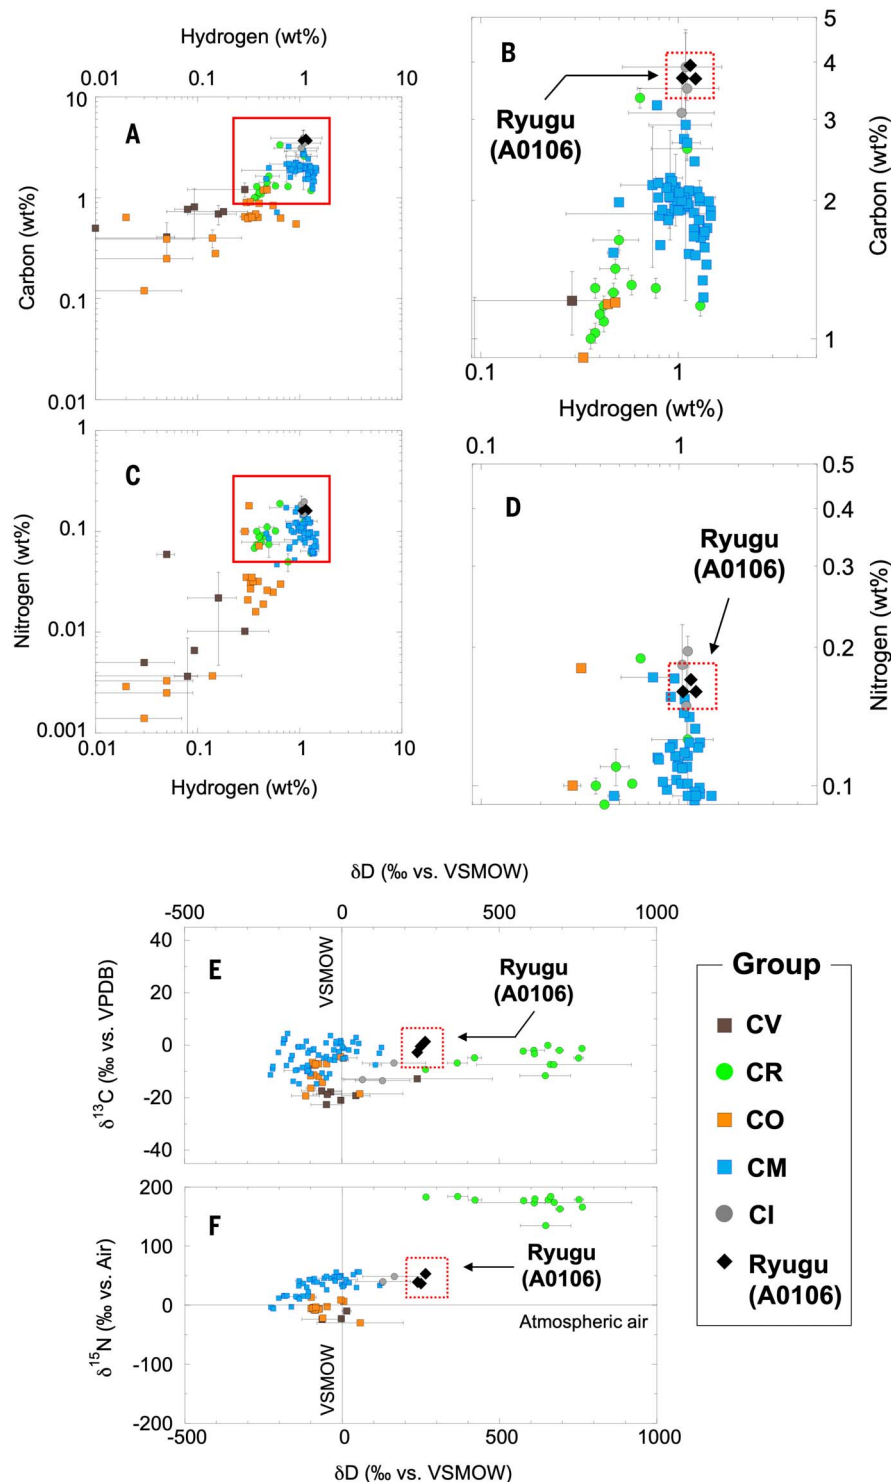 Hydrogen (wt%)
0.01 0.1 1 10
A
10
1
0.1
0.01
Carbon (wt%)
B
Ryugu
(A0106)
5
4
3
2
1
Carbon (wt%)
0.1 1
Hydrogen (wt%)
C
1
0.1
0.01
0.001
Nitrogen (wt%)
0.01 0.1 1 10
Hydrogen (wt%)
0.1 1
D
Ryugu
(A0106)
0.5
0.4
0.3
0.2
0.1
Nitrogen (wt%)
δD (‰ vs. VSMOW)
-500 0 500 1000
E
40
20
0
-20
-40
δ13C (‰ vs. VPDB)
VSMOW
Ryugu
(A0106)
F
200
100
0
-100
-200
δ15N (‰ vs. Air)
Ryugu
(A0106)
Atmospheric air
VSMOW
-500 0 500 1000
δD (‰ vs. VSMOW)
Group
CV
CR
CO
CM
CI
Ryugu
(A0106)